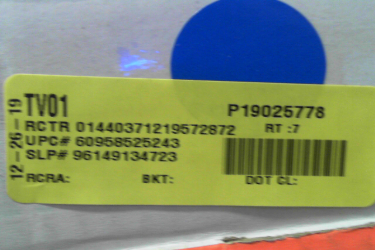 12-26-19
TV01 P19025778
RCTR 01440371219572872 RT :7
UPC# 60958525243
SLP# 96149134723
RCRA: BKT: DOT CL: